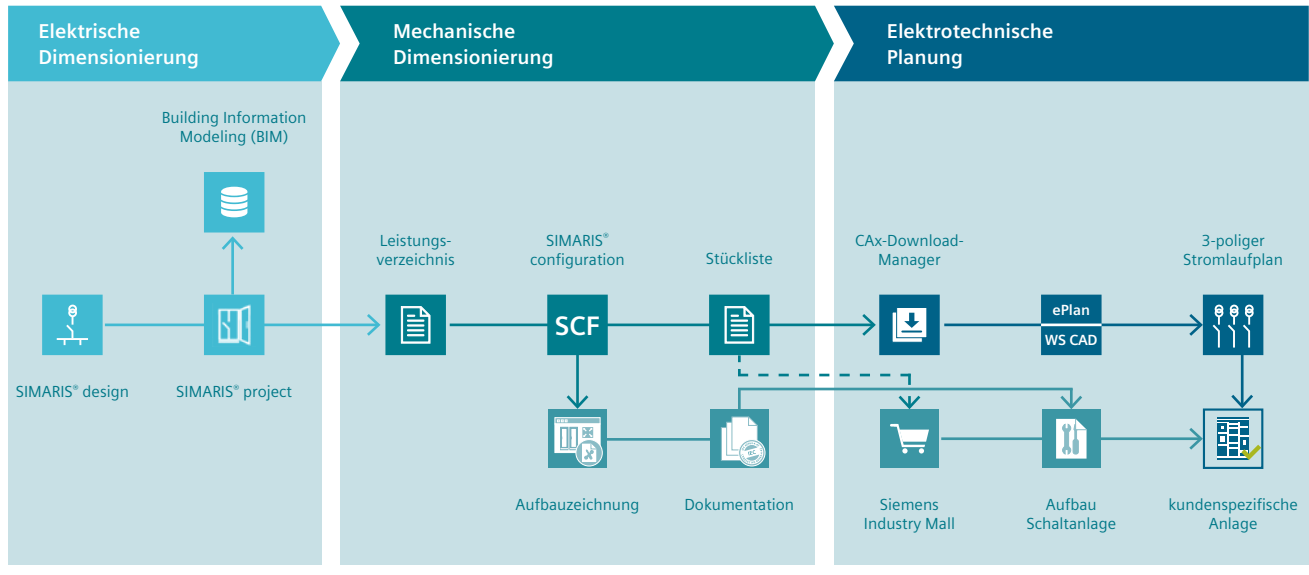 Elektrische
Dimensionierung
Mechanische
Dimensionierung
Elektrotechnische
Planung
Building Information
Modeling (BIM)
Leistungs-
verzeichnis
SIMARIS®
configuration
Stückliste
CAx-Download-
Manager
3-poliger
Stromlaufplan
SCF
ePlan
WS CAD
SIMARIS® design
SIMARIS® project
IEC
Aufbauzeichnung
Dokumentation
Siemens
Industry Mall
Aufbau
Schaltanlage
kundenspezifische
Anlage